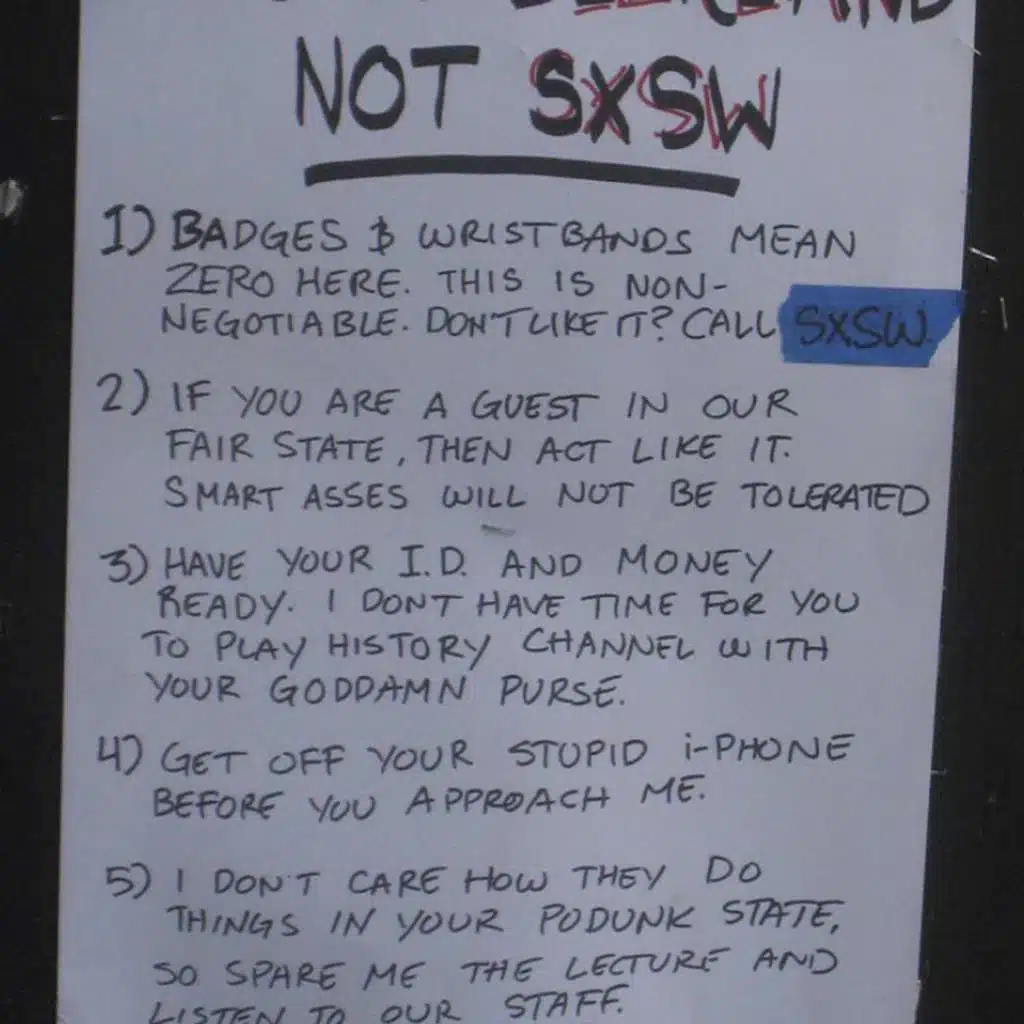 NOT SXSW
1) BADGES & WRISTBANDS MEAN
ZERO HERE. THIS IS NON-
NEGOTIABLE. DON'T LIKE IT? CALL SXSW.
2) IF YOU ARE A GUEST IN OUR
FAIR STATE, THEN ACT LIKE IT.
SMART ASSES WILL NOT BE TOLERATED
3) HAVE YOUR I.D. AND MONEY
READY. I DONT HAVE TIME FOR YOU
TO PLAY HISTORY CHANNEL WITH
YOUR GODDAMN PURSE.
4) GET OFF YOUR STUPID i-PHONE
BEFORE YOU APPROACH ME.
5) I DON'T CARE HOW THEY DO
THINGS IN YOUR PODUNK STATE,
SO SPARE ME THE LECTURE AND
LISTEN TO OUR STAFF.